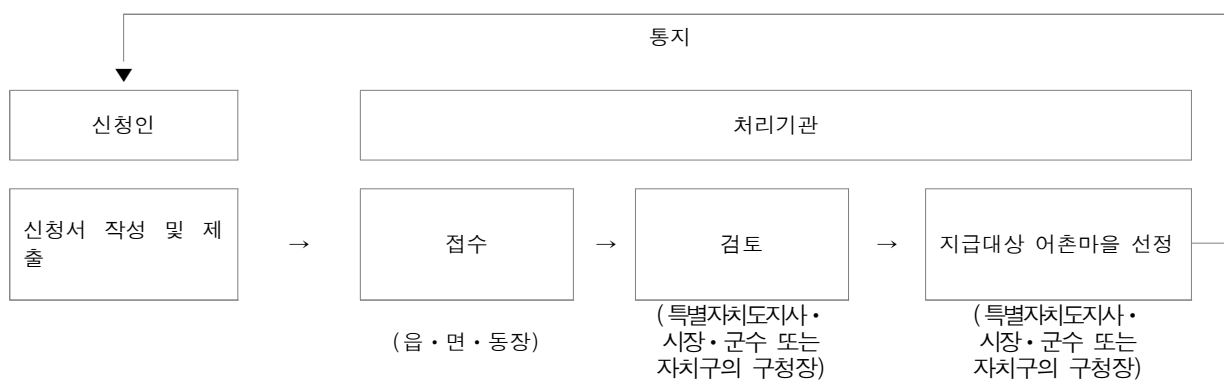 통지
신청인
처리기관
신청서 작성 및 제
출
→
접수
→
검토
→
지급대상 어촌마을 선정
(읍・면・동장)
(특별자치도지사・
시장・군수 또는
자치구의 구청장)
(특별자치도지사・
시장・군수 또는
자치구의 구청장)